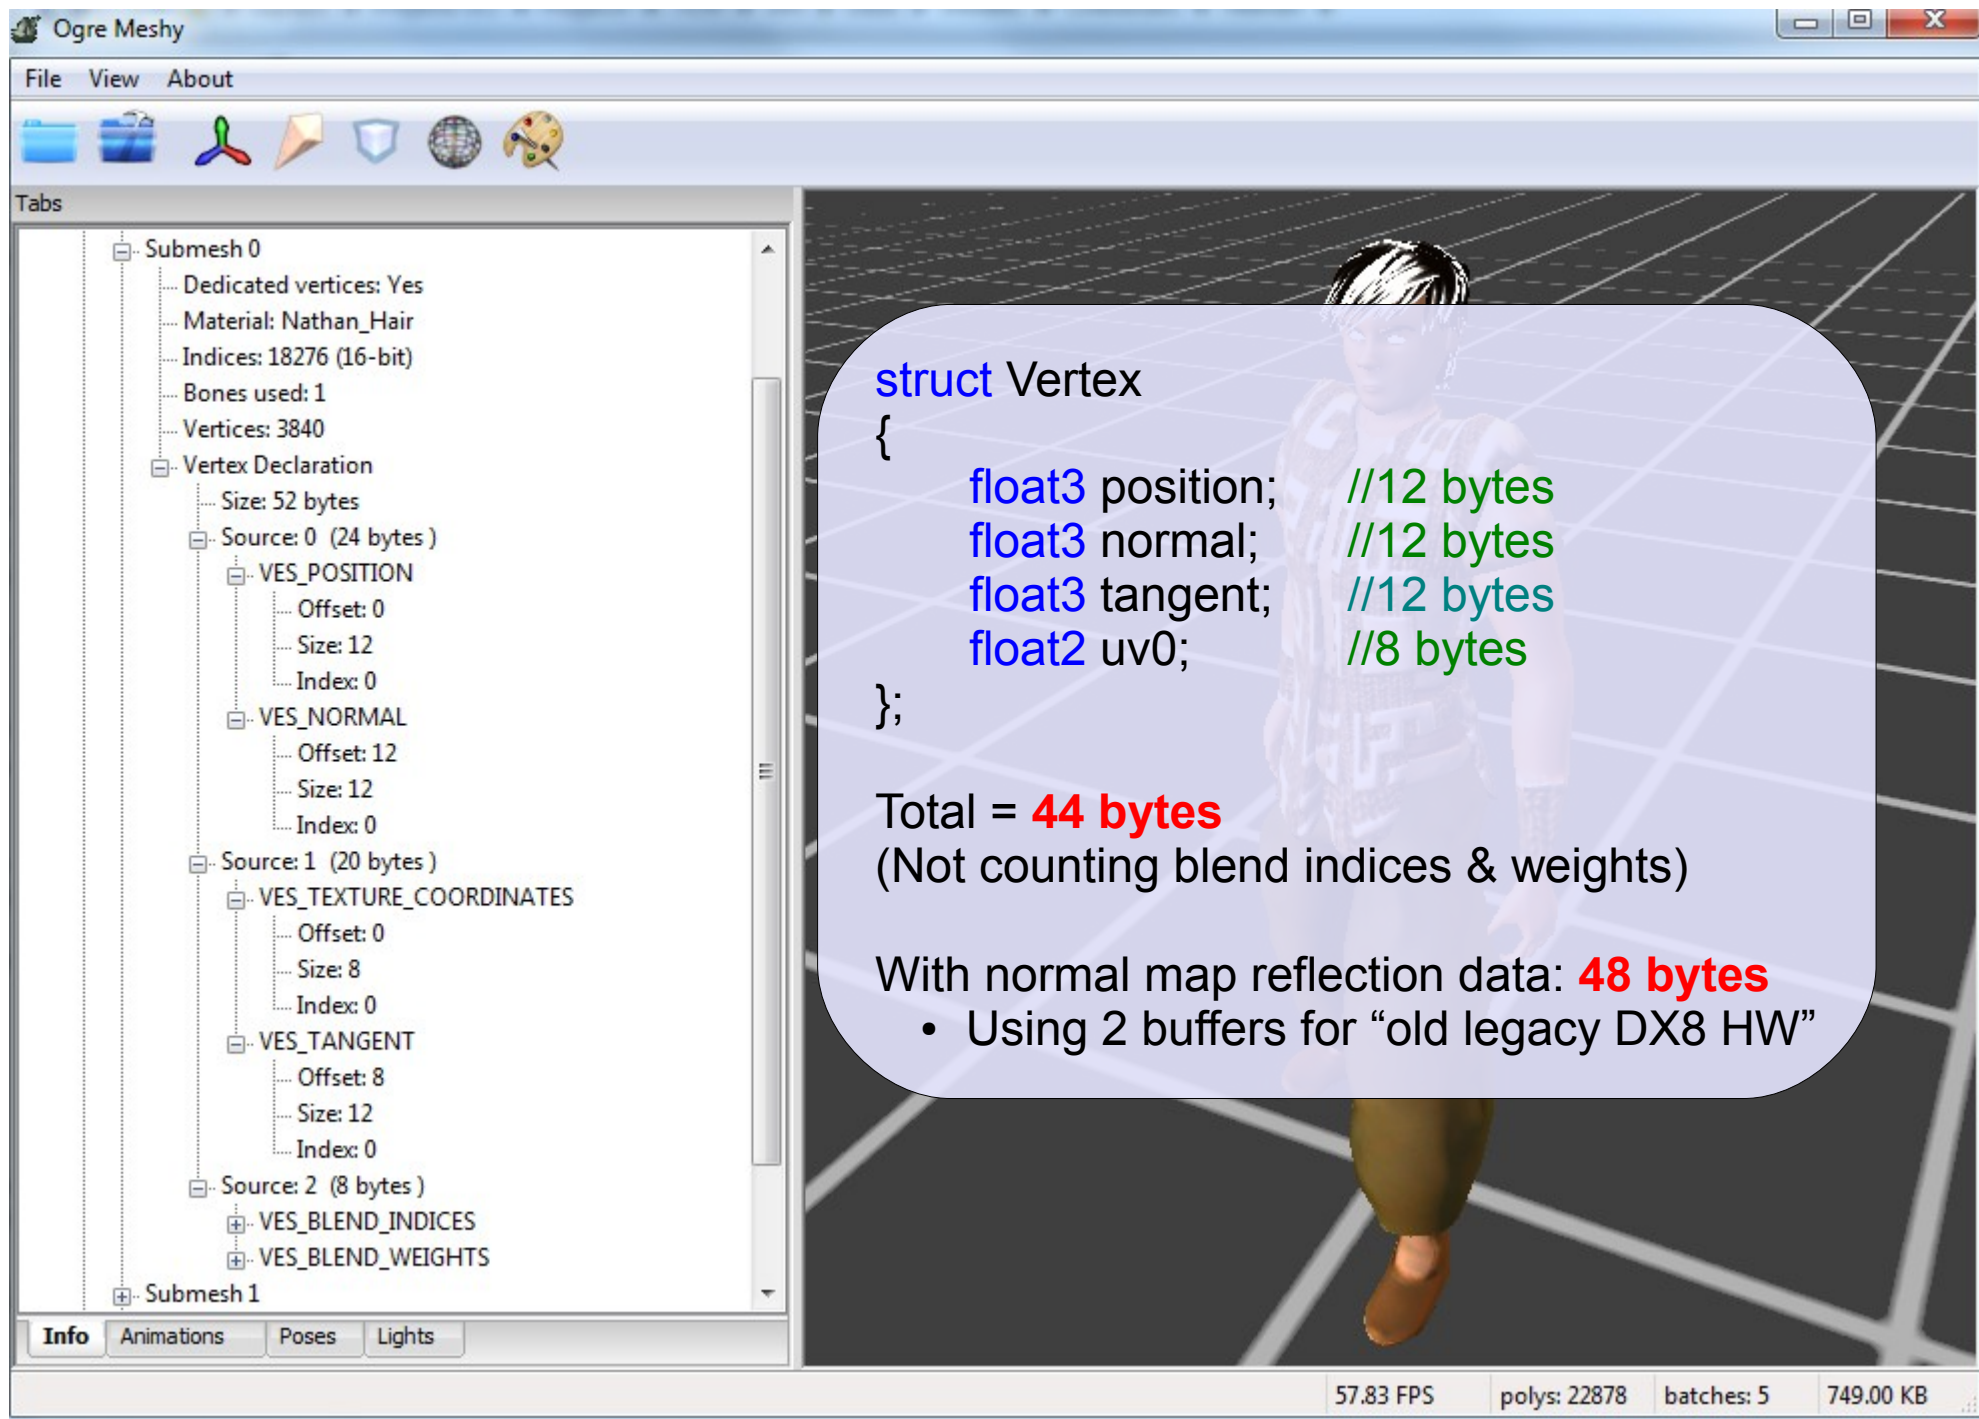 Ogre Meshy
File View About
Tabs
Submesh 0
Dedicated vertices: Yes
Material: Nathan_Hair
Indices: 18276 (16-bit)
Bones used: 1
Vertices: 3840
Vertex Declaration
Size: 52 bytes
Source: 0 (24 bytes )
VES_POSITION
Offset: 0
Size: 12
Index: 0
VES_NORMAL
Offset: 12
Size: 12
Index: 0
Source: 1 (20 bytes )
VES_TEXTURE_COORDINATES
Offset: 0
Size: 8
Index: 0
VES_TANGENT
Offset: 8
Size: 12
Index: 0
Source: 2 (8 bytes )
VES_BLEND_INDICES
VES_BLEND_WEIGHTS
Submesh 1
Info Animations Poses Lights
struct Vertex
{
float3 position; //12 bytes
float3 normal; //12 bytes
float3 tangent; //12 bytes
float2 uv0; //8 bytes
};
Total = 44 bytes
(Not counting blend indices & weights)
With normal map reflection data: 48 bytes
• Using 2 buffers for “old legacy DX8 HW”
57.83 FPS polys: 22878 batches: 5 749.00 KB